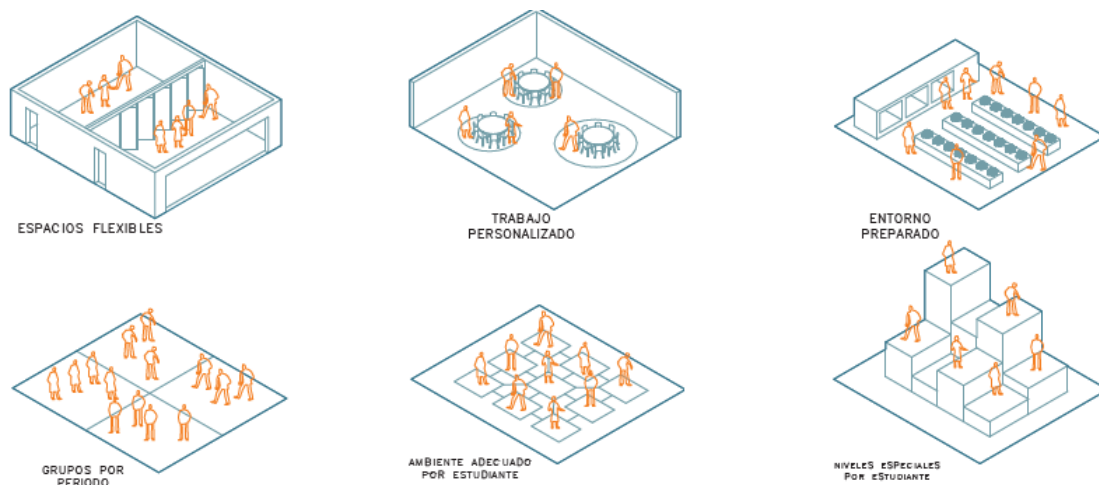 ESPACIOS FLEXIBLES
TRABAJO
PERSONALIZADO
ENTORNO
PREPARADO
GRUPOS POR
PERIODO
AMBIENTE ADECUADO
POR ESTUDIANTE
NIVELES ESPECIALES
POR ESTUDIANTE